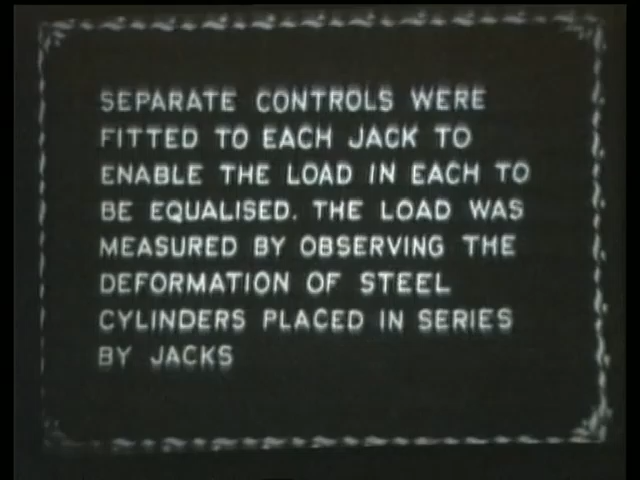 SEPARATE CONTROLS WERE
FITTED TO EACH JACK TO
ENABLE THE LOAD IN EACH TO
BE EQUALISED. THE LOAD WAS
MEASURED BY OBSERVING THE
DEFORMATION OF STEEL
CYLINDERS PLACED IN SERIES
BY JACKS